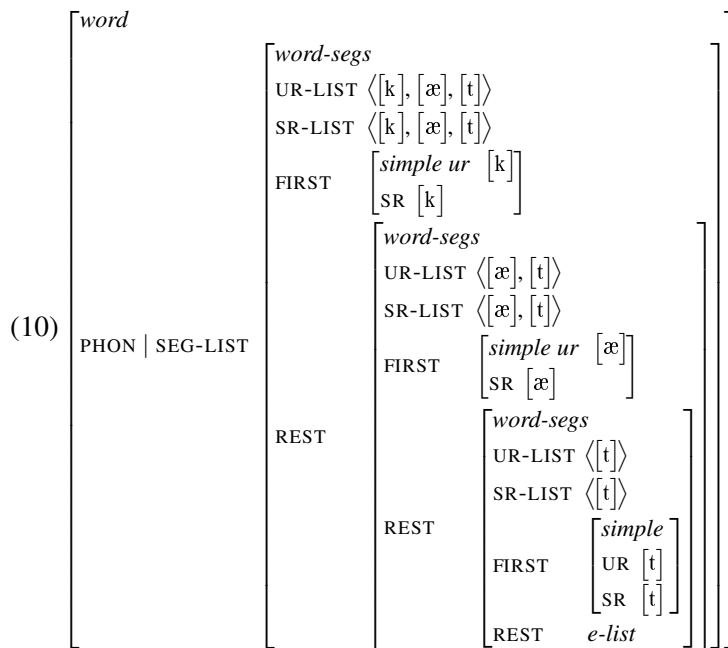 word
word-segs
UR-LIST ⟨[k], [æ], [t]⟩
SR-LIST ⟨[k], [æ], [t]⟩
FIRST [simple ur [k]
SR [k]]
word-segs
UR-LIST ⟨[æ], [t]⟩
SR-LIST ⟨[æ], [t]⟩
(10) PHON | SEG-LIST
FIRST [simple ur [æ]
SR [æ]]
REST
word-segs
UR-LIST ⟨[t]⟩
SR-LIST ⟨[t]⟩
REST
FIRST [simple
UR [t]
SR [t]]
REST e-list